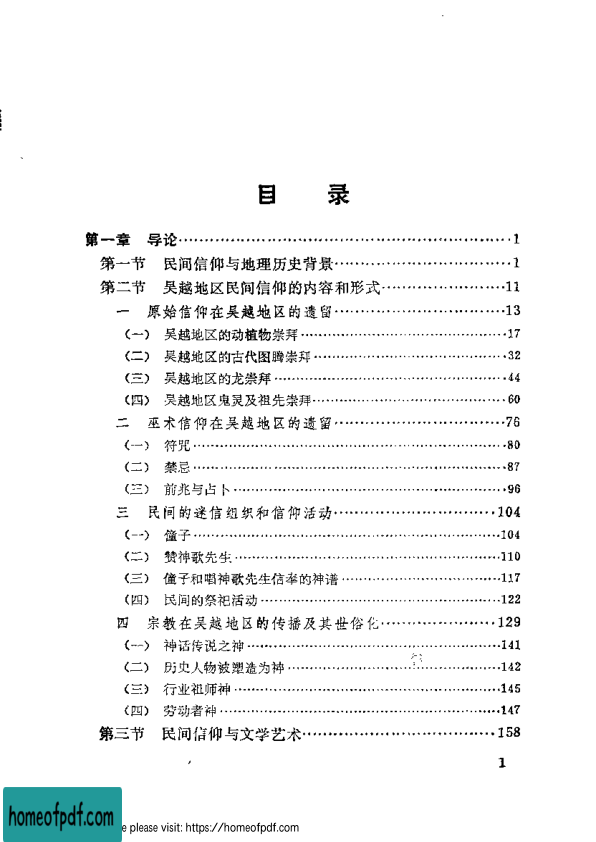 目 录
第一章 导论……1
第一节 民间信仰与地理历史背景……1
第二节 吴越地区民间信仰的内容和形式……11
一 原始信仰在吴越地区的遗留……13
(一) 吴越地区的动植物崇拜……17
(二) 吴越地区的古代图腾崇拜……32
(三) 吴越地区的龙崇拜……44
(四) 吴越地区鬼灵及祖先崇拜……60
二 巫术信仰在吴越地区的遗留……76
(一) 符咒……80
(二) 禁忌……87
(三) 前兆与占卜……96
三 民间的迷信组织和信仰活动……104
(一) 僮子……104
(二) 赞神歌先生……110
(三) 僮子和唱神歌先生信奉的神谱……117
(四) 民间的祭祀活动……122
四 宗教在吴越地区的传播及其世俗化……129
(一) 神话传说之神……141
(二) 历史人物被塑造为神……142
(三) 行业祖师神……145
(四) 劳动者神……147
第三节 民间信仰与文学艺术……158
1
homeofpdf.com
e please visit: https://homeofpdf.com